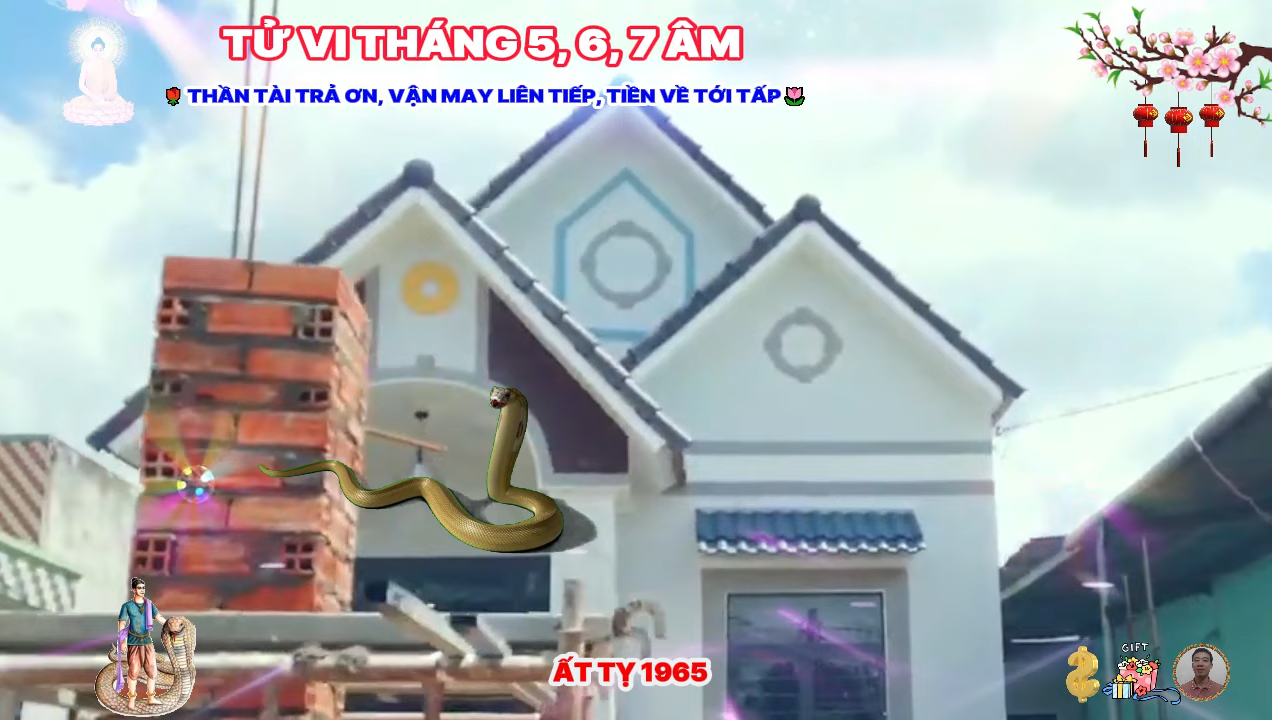 TỬ VI THÁNG 5, 6, 7 ÂM
THẦN TÀI TRẢ ƠN, VẬN MAY LIÊN TIẾP, TIỀN VỀ TỚI TẤP
ẤT TỴ 1965
GIFT